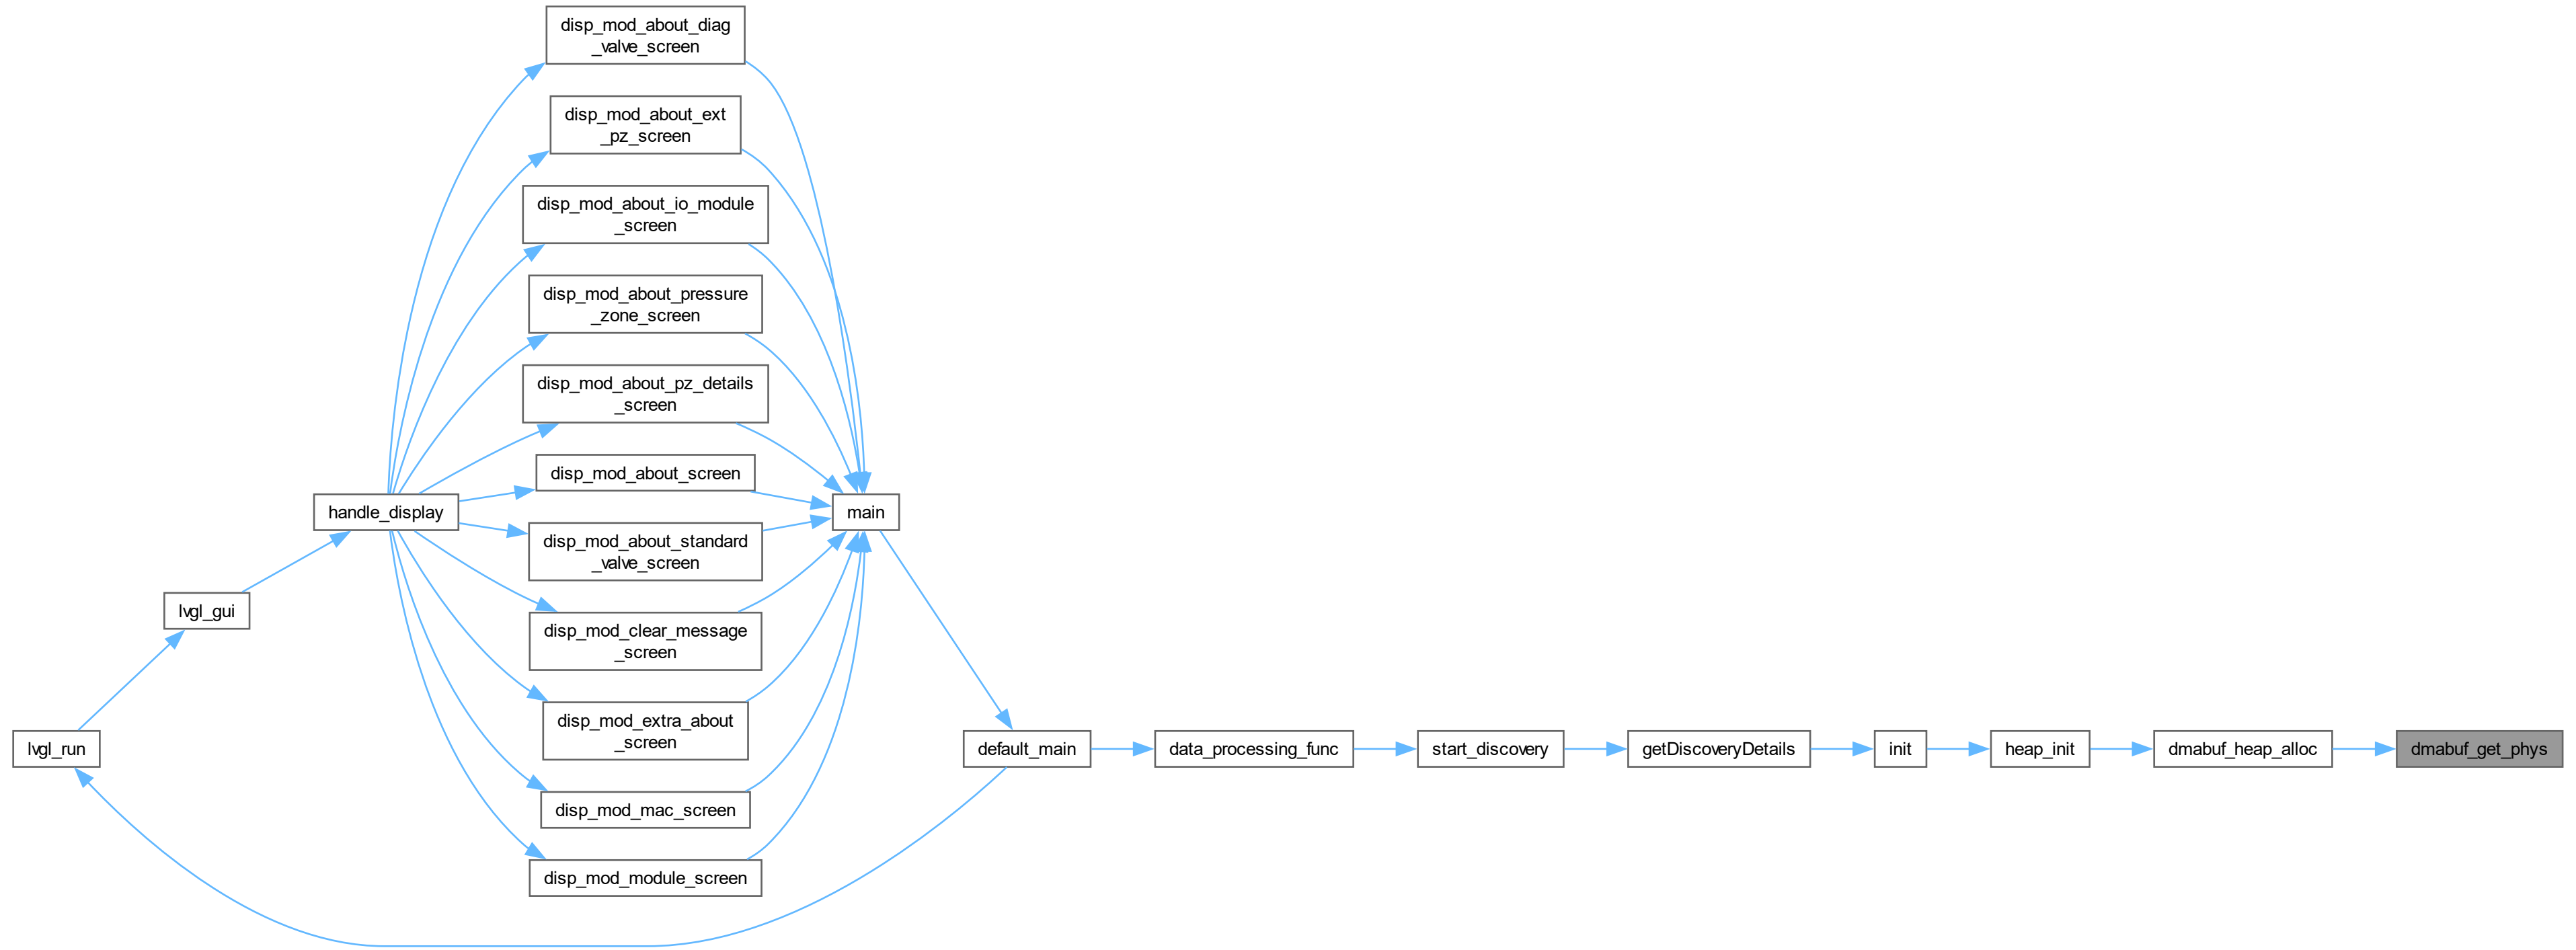 disp_mod_about_diag
_valve_screen
disp_mod_about_ext
_pz_screen
disp_mod_about_io_module
_screen
disp_mod_about_pressure
_zone_screen
disp_mod_about_pz_details
_screen
disp_mod_about_screen
handle_display
main
disp_mod_about_standard
_valve_screen
lvgl_gui
disp_mod_clear_message
_screen
disp_mod_extra_about
_screen
lvgl_run
default_main
data_processing_func
start_discovery
getDiscoveryDetails
init
heap_init
dmabuf_heap_alloc
dmabuf_get_phys
disp_mod_mac_screen
disp_mod_module_screen